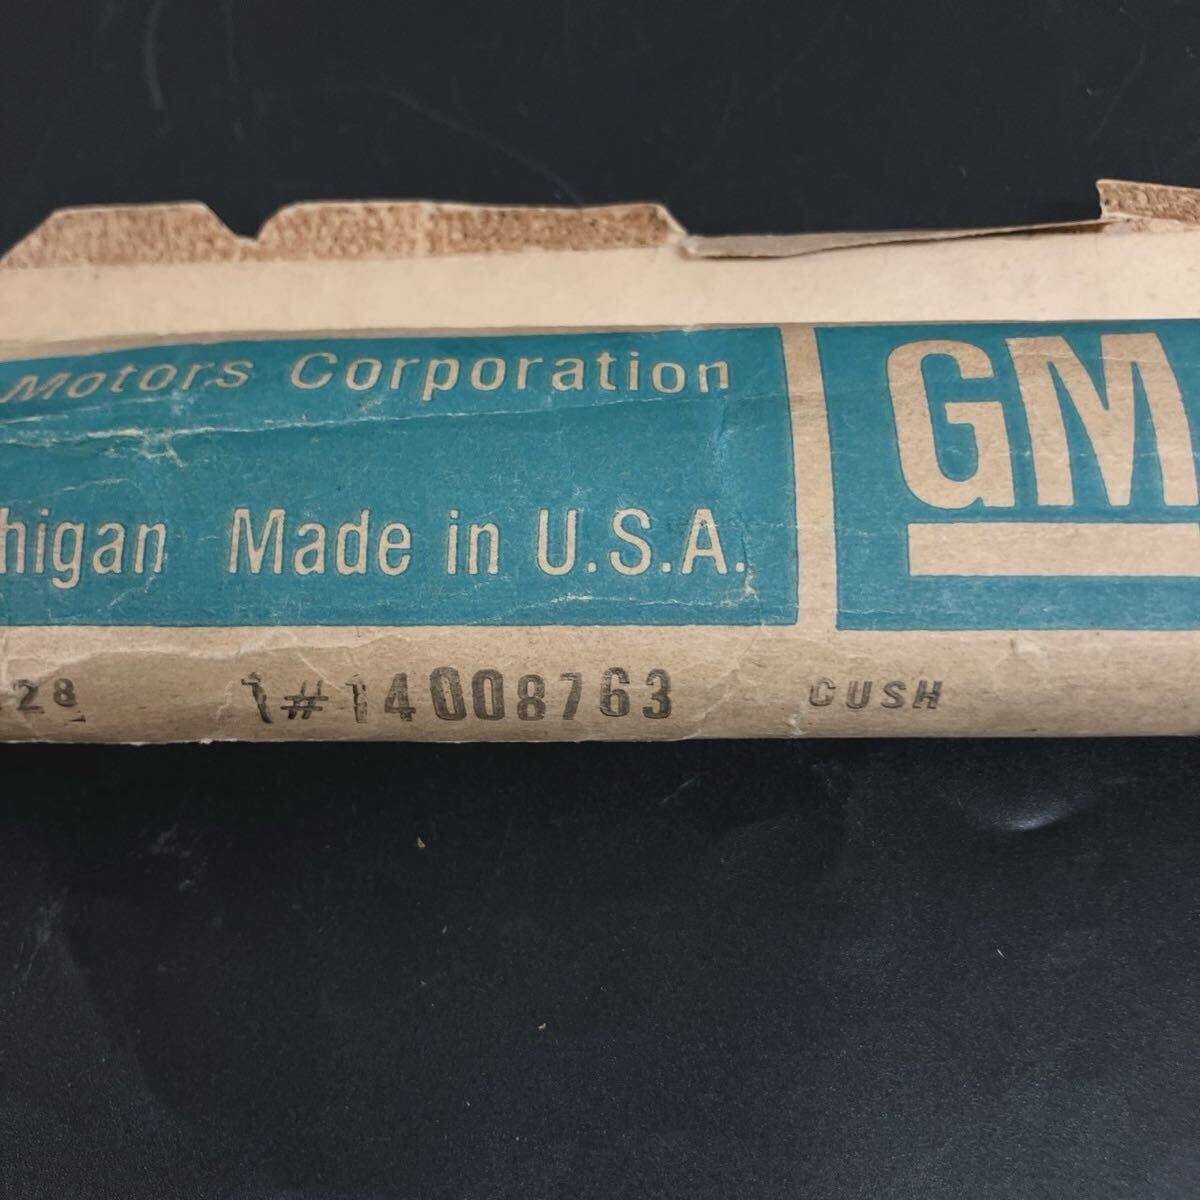 Motors Corporation
GM
higan Made in U.S.A.
28 1#14008763 CUSH